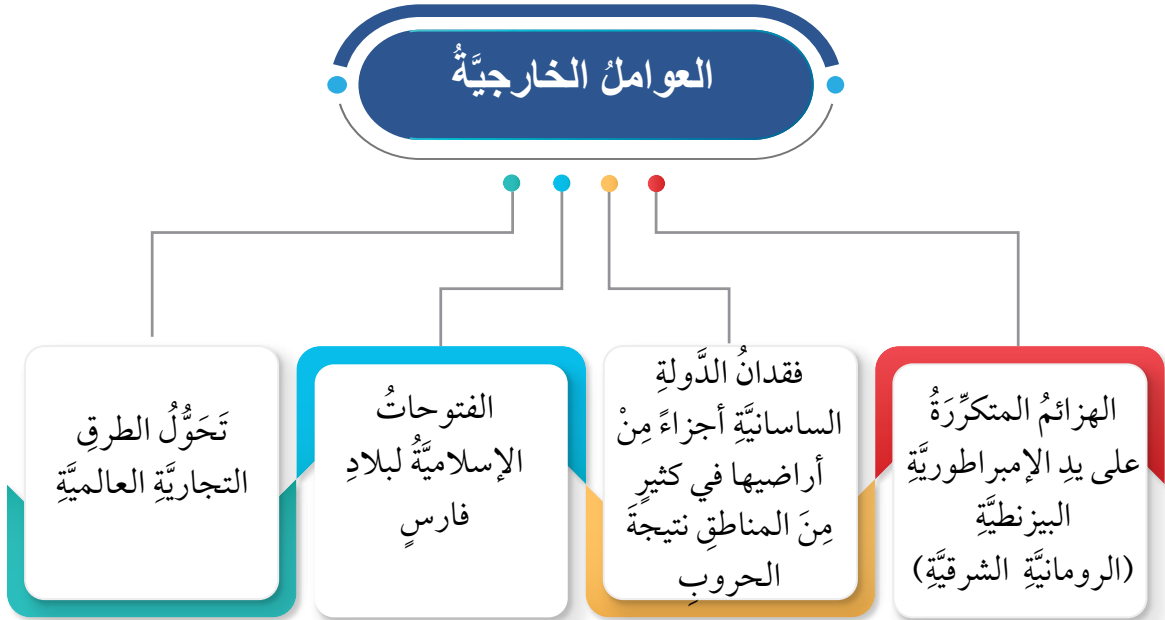 العواملُ الخارجيَّةُ
الهزائمُ المتكرِّرَةُ
على يدِ الإمبراطوريَّةِ
البيزنطيَّةِ
(الرومانيَّةِ الشرقيَّةِ)
فقدانُ الدَّولةِ
الساسانيَّةِ أجزاءً مِنْ
أراضيها في كثيرٍ
مِنَ المناطقِ نتيجةَ
الحروبِ
الفتوحاتُ
الإسلاميَّةُ لبلادِ
فارسٍ
تَحَوُّلُ الطرقِ
التجاريَّةِ العالميَّةِ